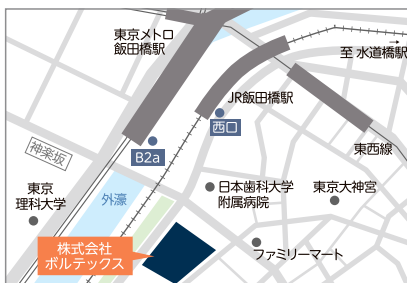 東京メトロ
飯田橋駅
至 水道橋駅
JR飯田橋駅
西口
東西線
B2a
神楽坂
東京
理科大学
外濠
日本歯科大学
附属病院
東京大神宮
株式会社
ボルテックス
ファミリーマート